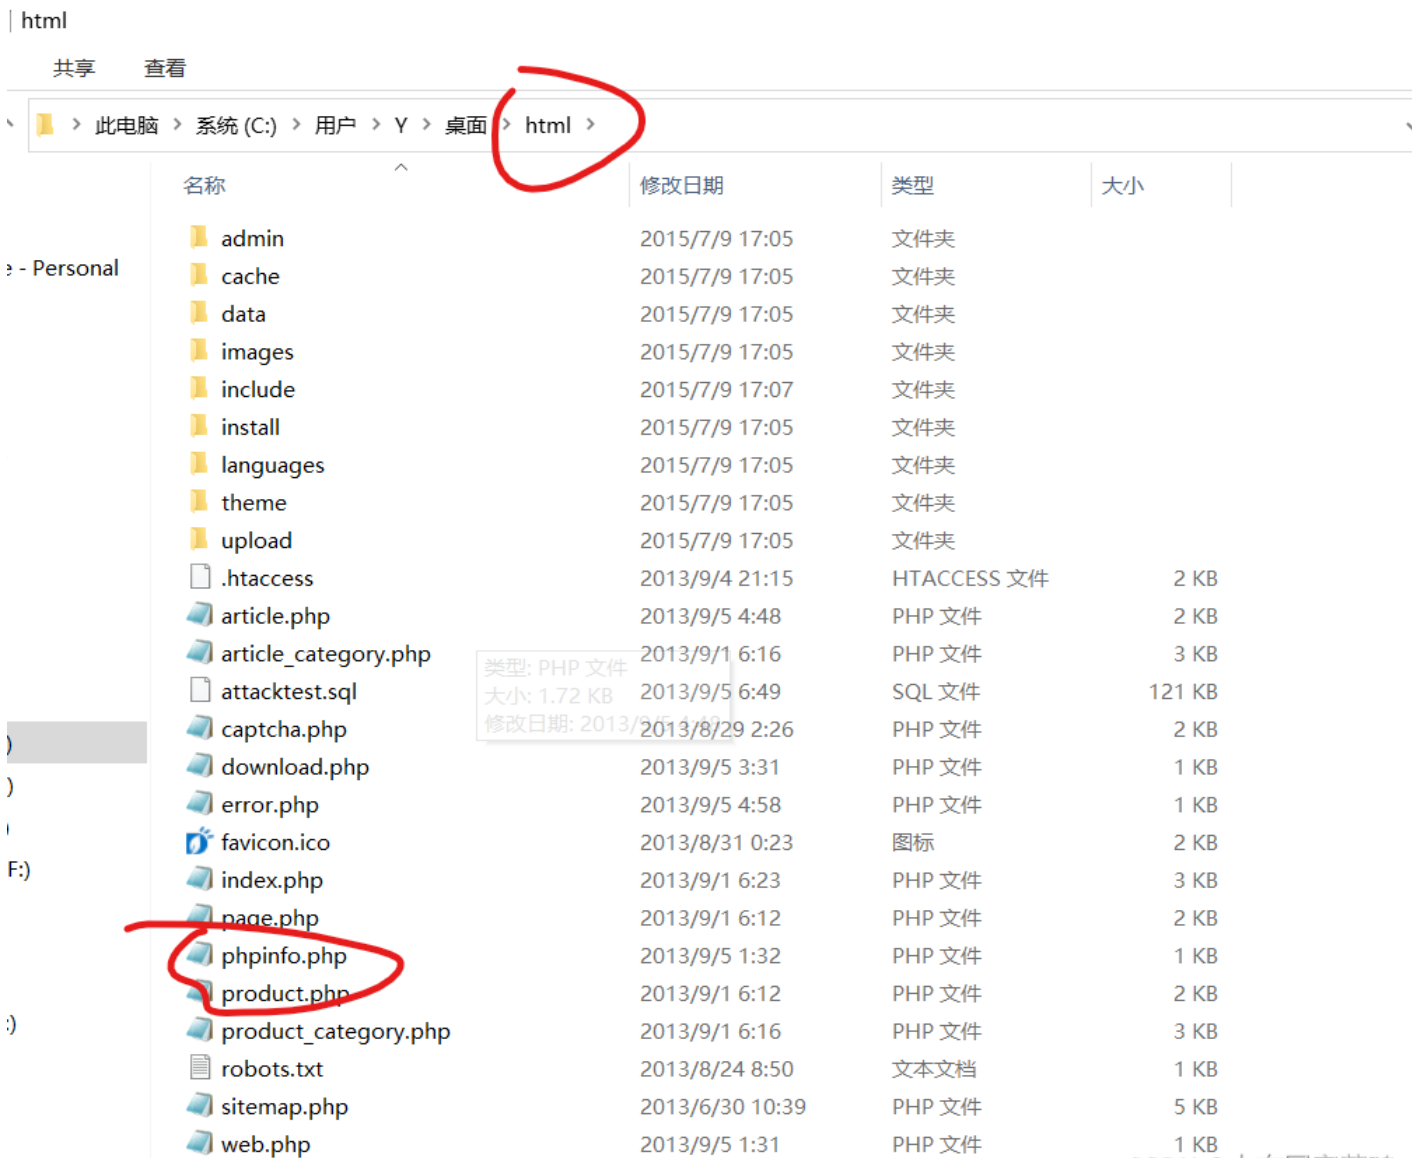 html
共享 查看
此电脑 系统 (C:) 用户 Y 桌面 html
名称 修改日期 类型 大小
admin 2015/7/9 17:05 文件夹
e - Personal
cache 2015/7/9 17:05 文件夹
data 2015/7/9 17:05 文件夹
images 2015/7/9 17:05 文件夹
include 2015/7/9 17:07 文件夹
install 2015/7/9 17:05 文件夹
languages 2015/7/9 17:05 文件夹
theme 2015/7/9 17:05 文件夹
upload 2015/7/9 17:05 文件夹
.htaccess 2013/9/4 21:15 HTACCESS 文件 2 KB
article.php 2013/9/5 4:48 PHP 文件 2 KB
article_category.php 2013/9/1 6:16 PHP 文件 3 KB
类型: PHP 文件
attacktest.sql 2013/9/5 6:49 SQL 文件 121 KB
大小: 1.72 KB
captcha.php 2013/8/29 2:26 PHP 文件 2 KB
修改日期: 2013/9/5 4:48
)
download.php 2013/9/5 3:31 PHP 文件 1 KB
)
error.php 2013/9/5 4:58 PHP 文件 1 KB
)
favicon.ico 2013/8/31 0:23 图标 2 KB
F:)
index.php 2013/9/1 6:23 PHP 文件 3 KB
page.php 2013/9/1 6:12 PHP 文件 2 KB
phpinfo.php 2013/9/5 1:32 PHP 文件 1 KB
product.php 2013/9/1 6:12 PHP 文件 2 KB
:)
product_category.php 2013/9/1 6:16 PHP 文件 3 KB
robots.txt 2013/8/24 8:50 文本文档 1 KB
sitemap.php 2013/6/30 10:39 PHP 文件 5 KB
web.php 2013/9/5 1:31 PHP 文件 1 KB